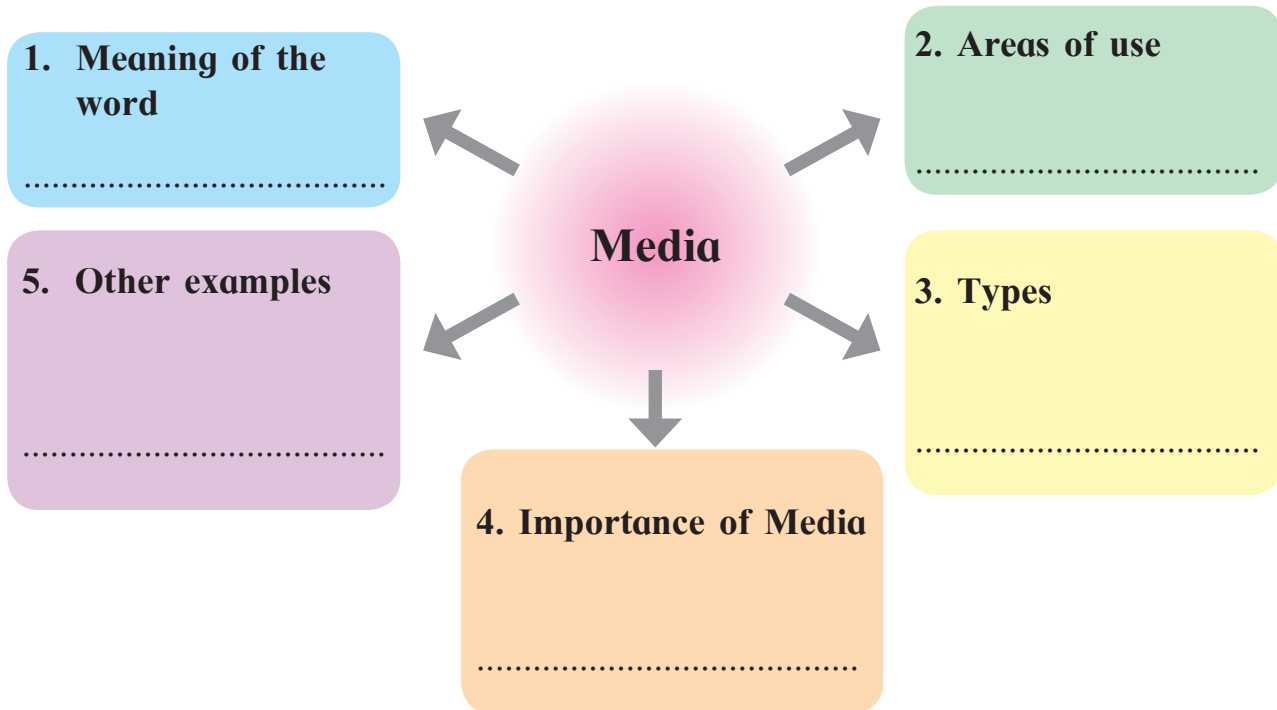 1. Meaning of the
word
.......................................
2. Areas of use
.....................................
Media
5. Other examples
.......................................
3. Types
.....................................
4. Importance of Media
.........................................